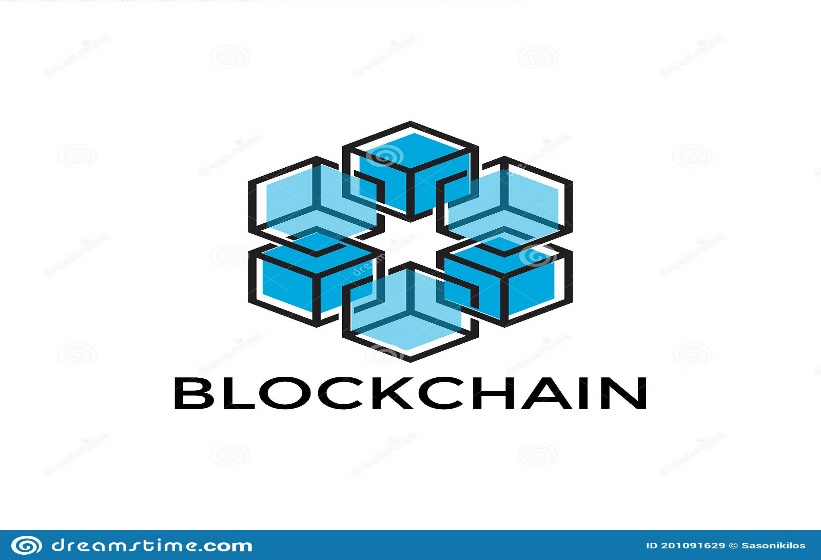 BLOCKCHAIN
dreamstime.com
ID 201091629 © Sasonikilos